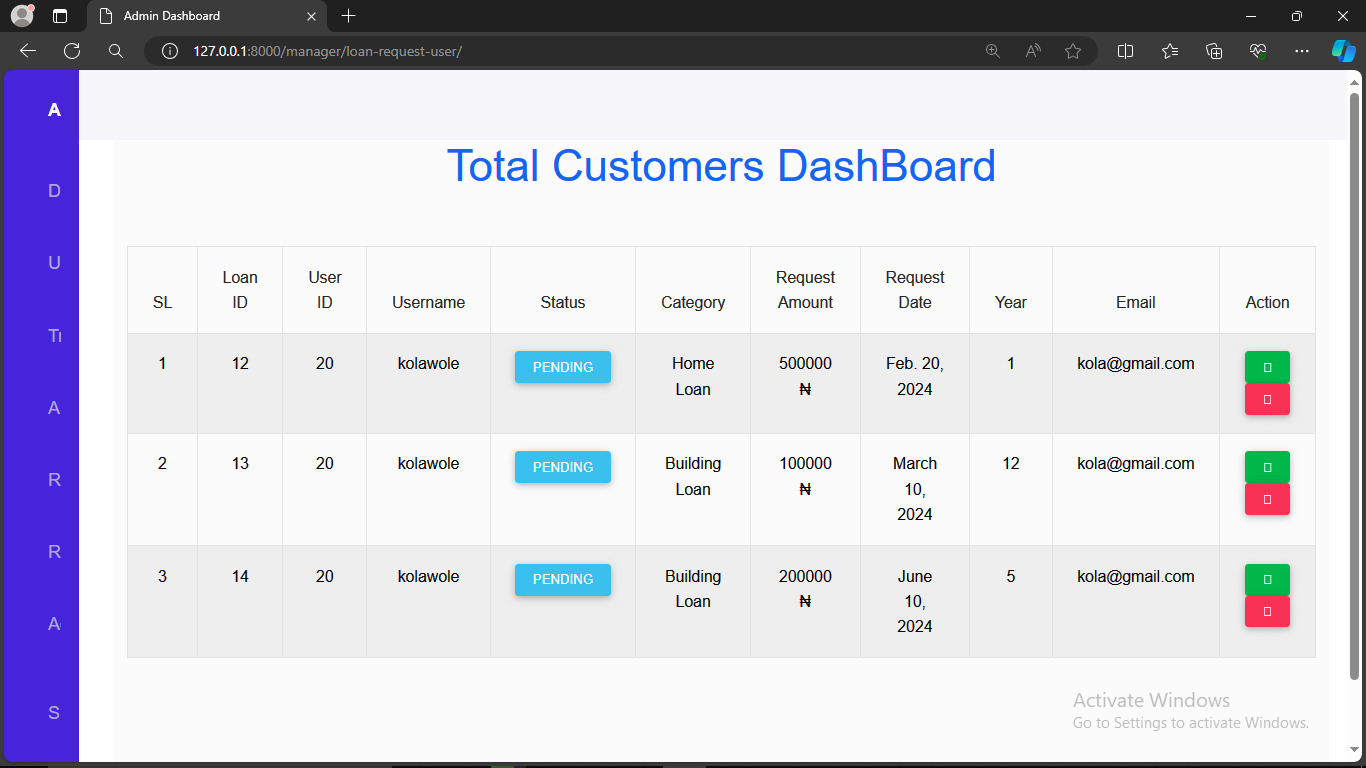 Admin Dashboard
127.0.0.1:8000/manager/loan-request-user/
A
D
U
A
R
R
A
S
Total Customers DashBoard
SL Loan ID User ID Username Status Category Request Amount Request Date Year Email Action
1 12 20 kolawole PENDING Home Loan 500000 ₦ Feb. 20, 2024 1 kola@gmail.com
2 13 20 kolawole PENDING Building Loan 100000 ₦ March 10, 2024 12 kola@gmail.com
3 14 20 kolawole PENDING Building Loan 200000 ₦ June 10, 2024 5 kola@gmail.com
Activate Windows
Go to Settings to activate Windows.